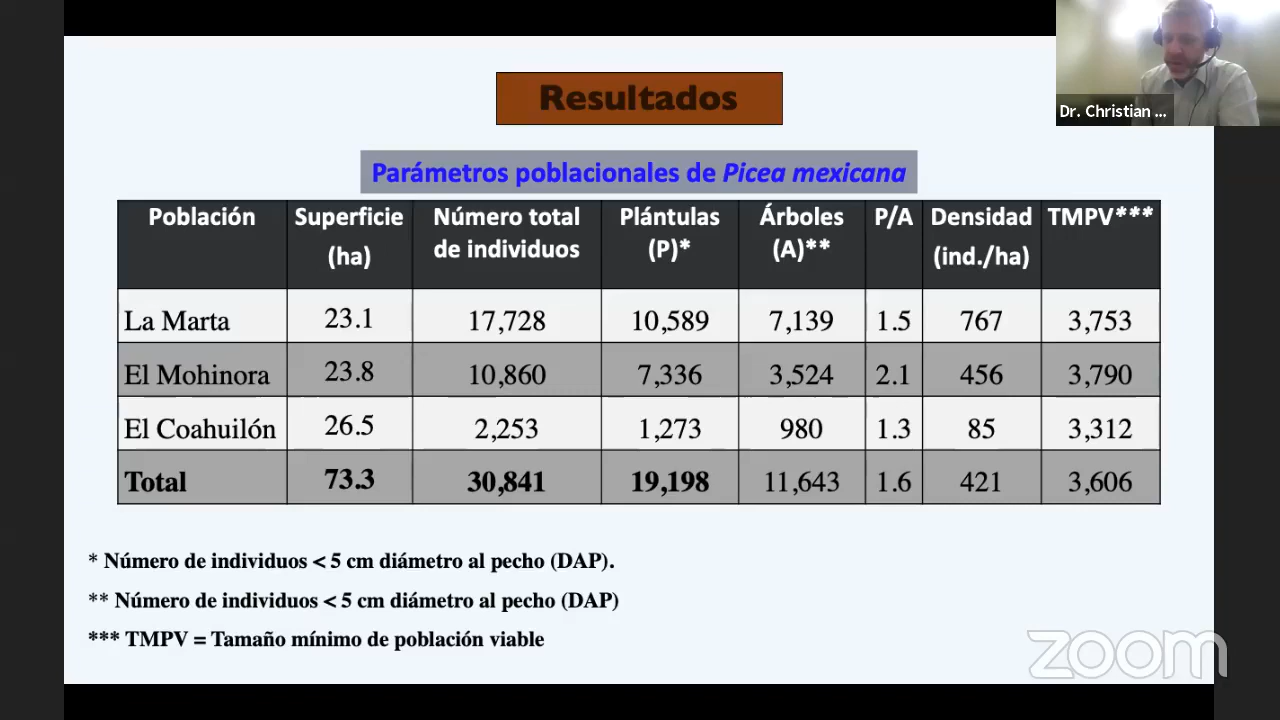 Resultados
Dr. Christian ...
Parámetros poblacionales de Picea mexicana
Población Superficie (ha) Número total de individuos Plántulas (P)* Árboles (A)** P/A Densidad (ind./ha) TMPV***
La Marta 23.1 17,728 10,589 7,139 1.5 767 3,753
El Mohinora 23.8 10,860 7,336 3,524 2.1 456 3,790
El Coahuilón 26.5 2,253 1,273 980 1.3 85 3,312
Total 73.3 30,841 19,198 11,643 1.6 421 3,606
* Número de individuos < 5 cm diámetro al pecho (DAP).
** Número de individuos < 5 cm diámetro al pecho (DAP)
*** TMPV = Tamaño mínimo de población viable
zoom